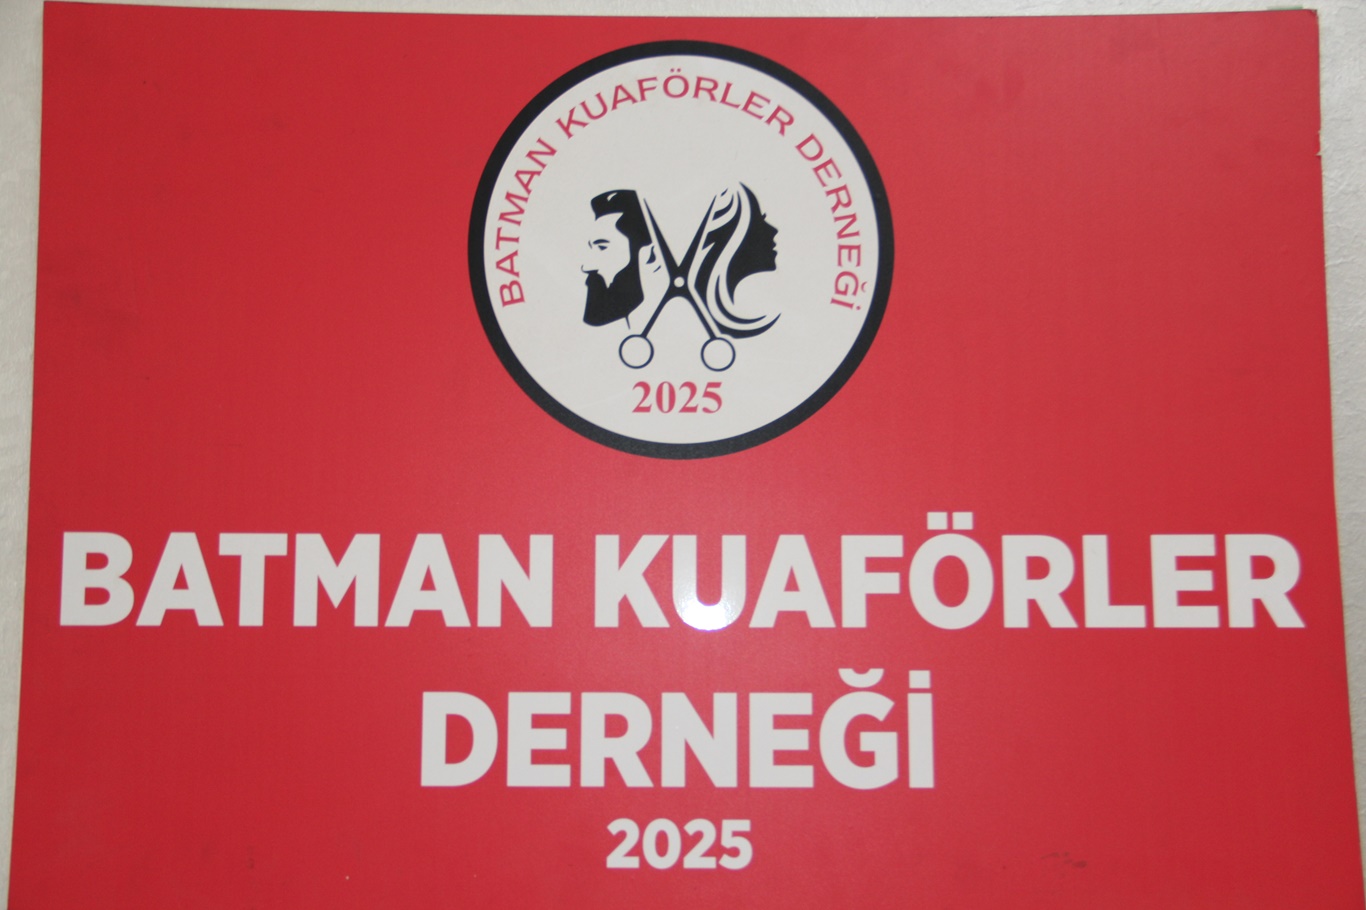 BATMAN KUAFÖRLER DERNEĞİ
2025
BATMAN KUAFÖRLER
DERNEĞİ
2025